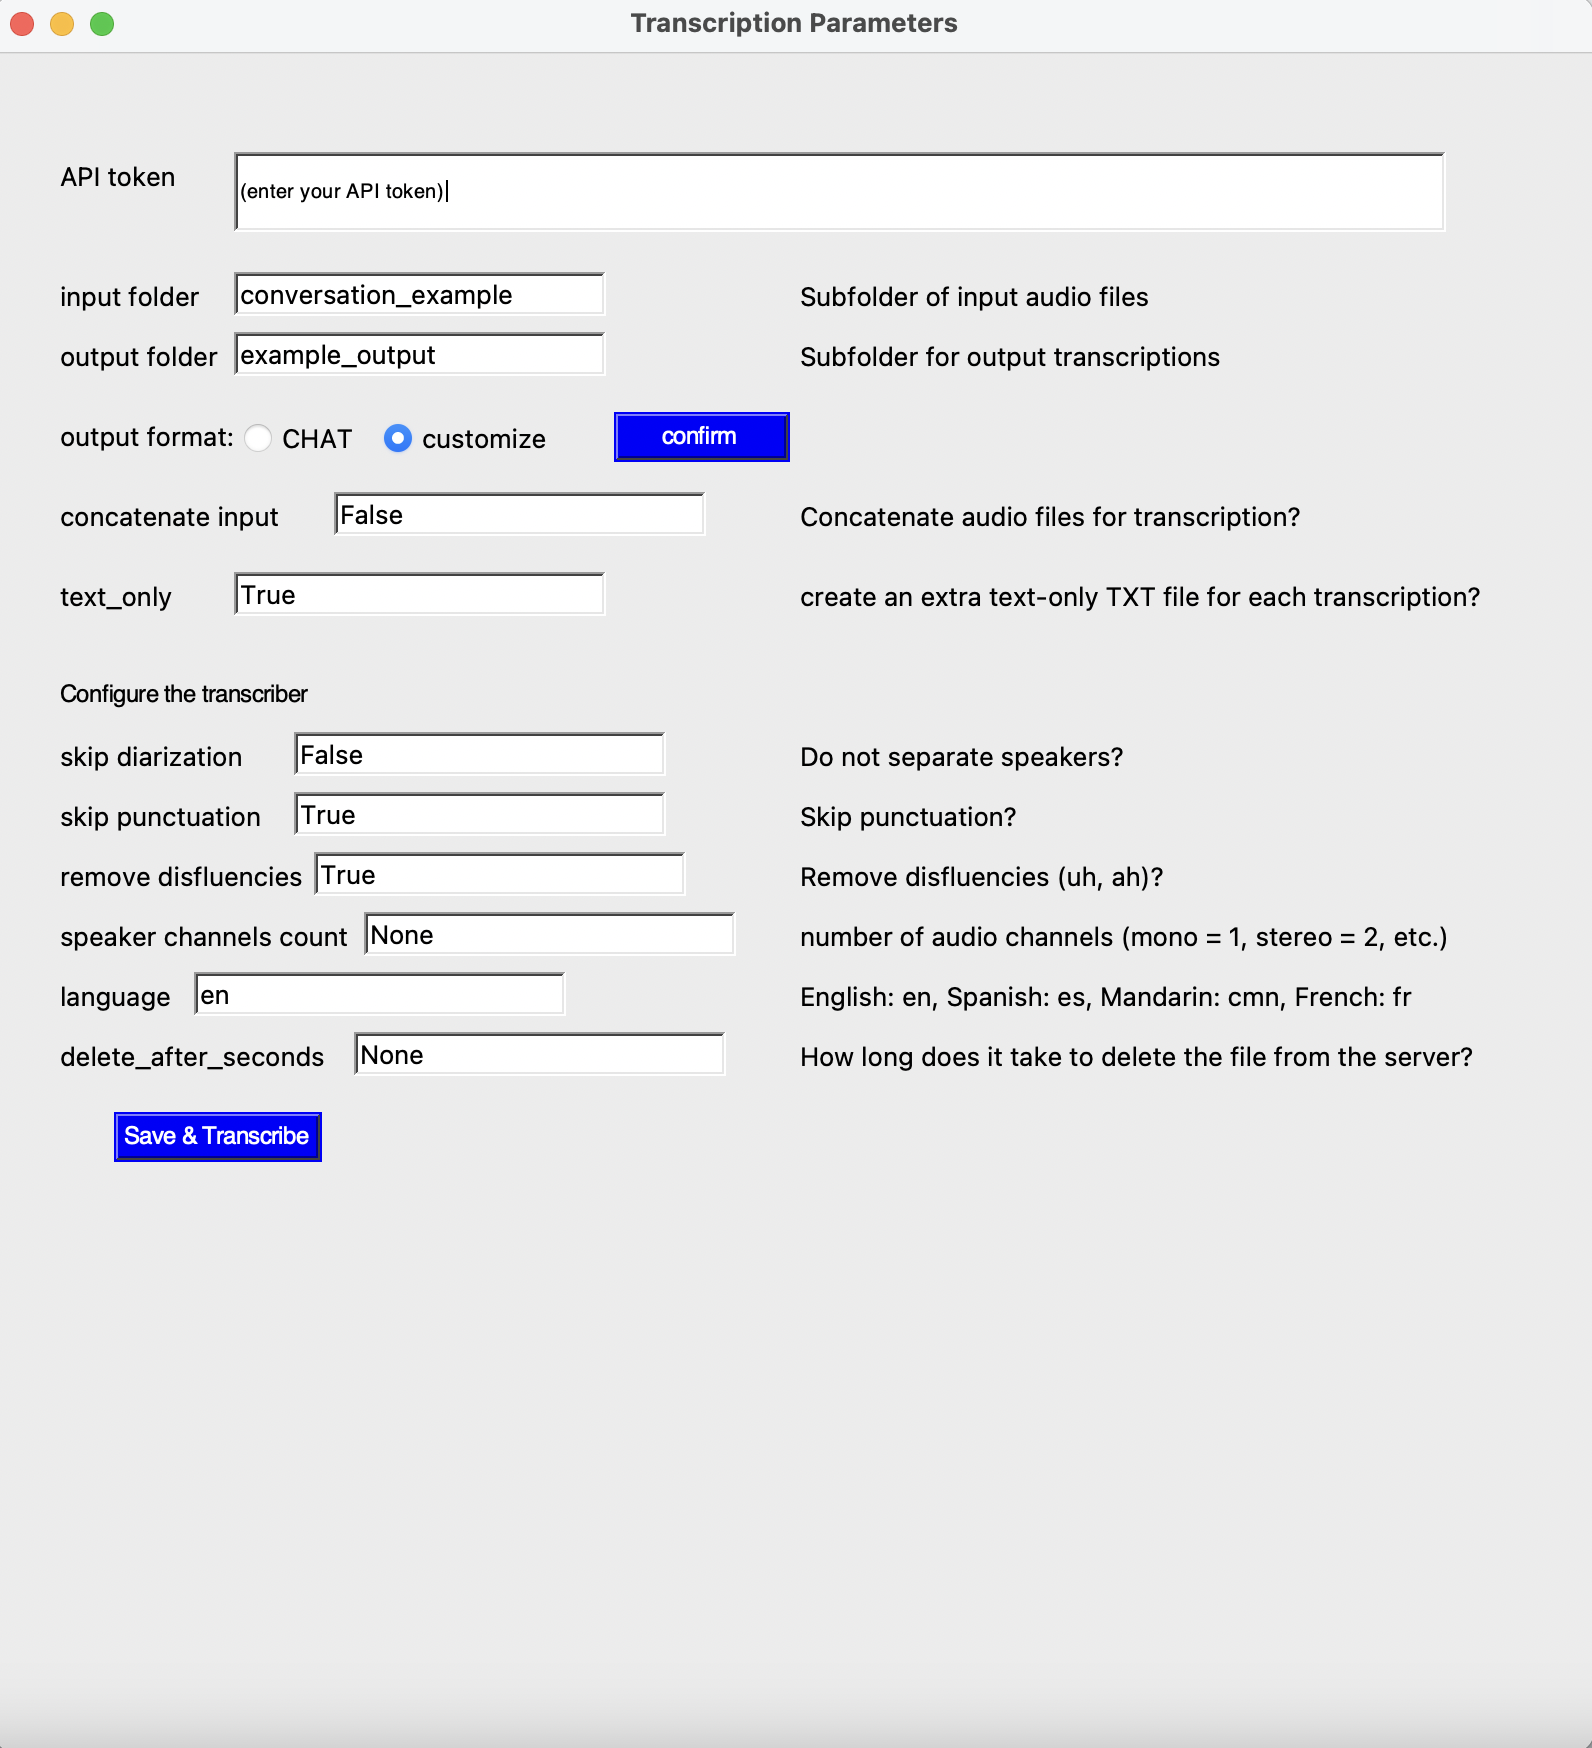 Transcription Parameters
API token (enter your API token)
input folder conversation_example Subfolder of input audio files
output folder example_output Subfolder for output transcriptions
output format: CHAT customize confirm
concatenate input False Concatenate audio files for transcription?
text_only True create an extra text-only TXT file for each transcription?
Configure the transcriber
skip diarization False Do not separate speakers?
skip punctuation True Skip punctuation?
remove disfluencies True Remove disfluencies (uh, ah)?
speaker channels count None number of audio channels (mono = 1, stereo = 2, etc.)
language en English: en, Spanish: es, Mandarin: cmn, French: fr
delete_after_seconds None How long does it take to delete the file from the server?
Save & Transcribe